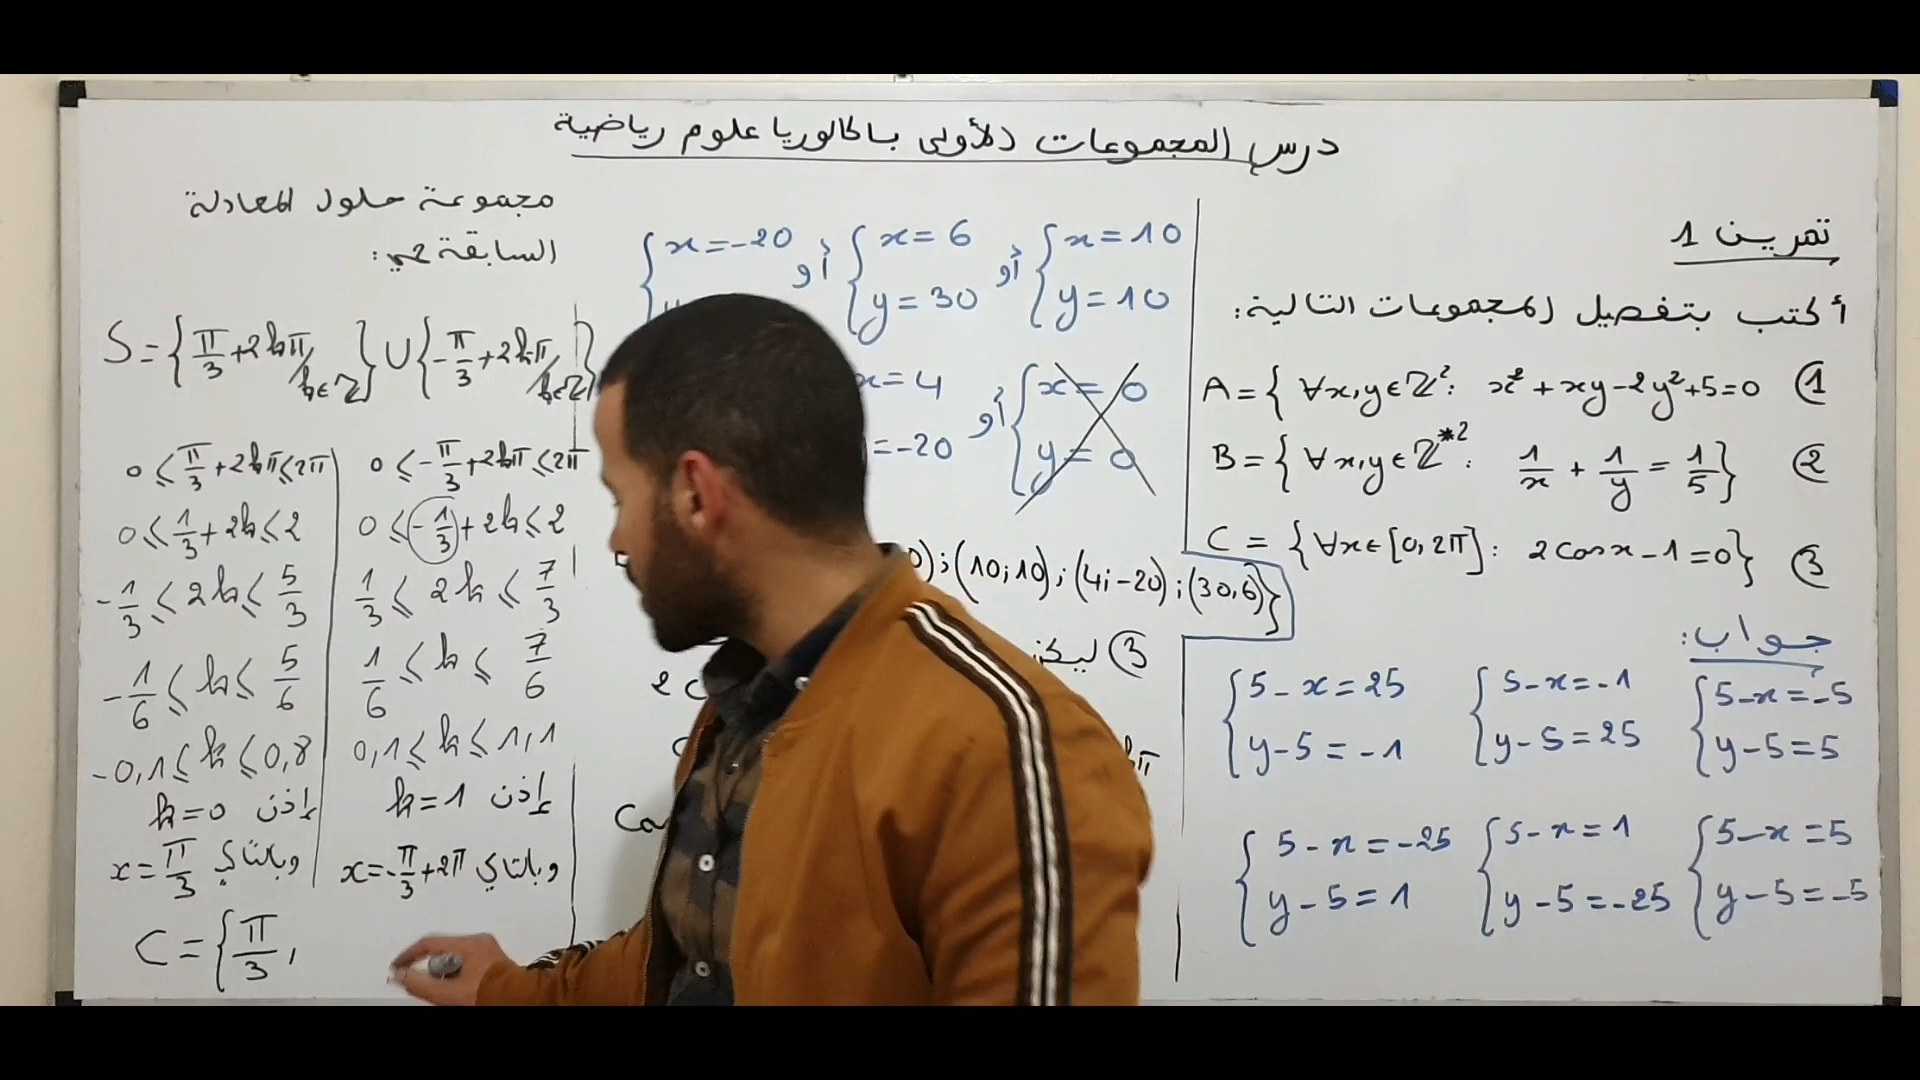 درس المجموعات الأولى باكالوريا علوم رياضية
تمرين 1
أكتب بتفصيل المجموعات التالية:
A = { ∀x,y∈ℤ²: x² + xy - 2y² + 5 = 0 ①
B = { ∀x,y∈ℤ*²: 1/x + 1/y = 1/5 } ②
C = { ∀x∈[0,2π]: 2cosx - 1 = 0 } ③
جواب:
{ 5-x=-5 { 5-x=-1 { 5-x=25
{ y-5=5 { y-5=25 { y-5=-1
{ 5-x=5 { 5-x=1 { 5-x=-25
{ y-5=-5 { y-5=-25 { y-5=1
{ x=10 أو { x=6 أو { x=-20
{ y=10 { y=30
{ x=0 أو x=4
{ y=0 =-20
0);(10;10);(4;-20);(30,6)}
③ ليكن
2c
π
Co
مجموعة حلول المعادلة
السابقة هي:
S = { π/3 + 2kπ / k∈ℤ } ∪ { -π/3 + 2kπ / k∈ℤ }
0 ≤ π/3 + 2kπ ≤ 2π
0 ≤ 1/3 + 2k ≤ 2
-1/3 ≤ 2k ≤ 5/3
-1/6 ≤ k ≤ 5/6
-0,1 ≤ k ≤ 0,8
إذن k=0
وبالتالي x = π/3
0 ≤ -π/3 + 2kπ ≤ 2π
0 ≤ -1/3 + 2k ≤ 2
1/3 ≤ 2k ≤ 7/3
1/6 ≤ k ≤ 7/6
0,1 ≤ k ≤ 1,1
إذن k=1
وبالتالي x = -π/3 + 2π
C = { π/3 ,